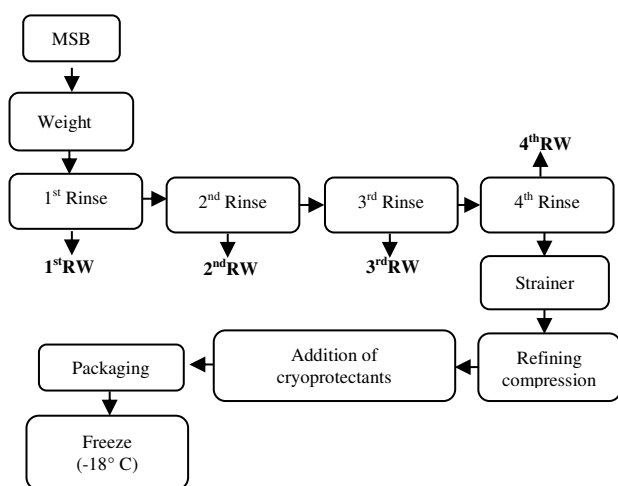 MSB
Weight
4thRW
1st Rinse
2nd Rinse
3rd Rinse
4th Rinse
1stRW
2ndRW
3rdRW
Strainer
Packaging
Addition of
cryoprotectants
Refining
compression
Freeze
(-18° C)